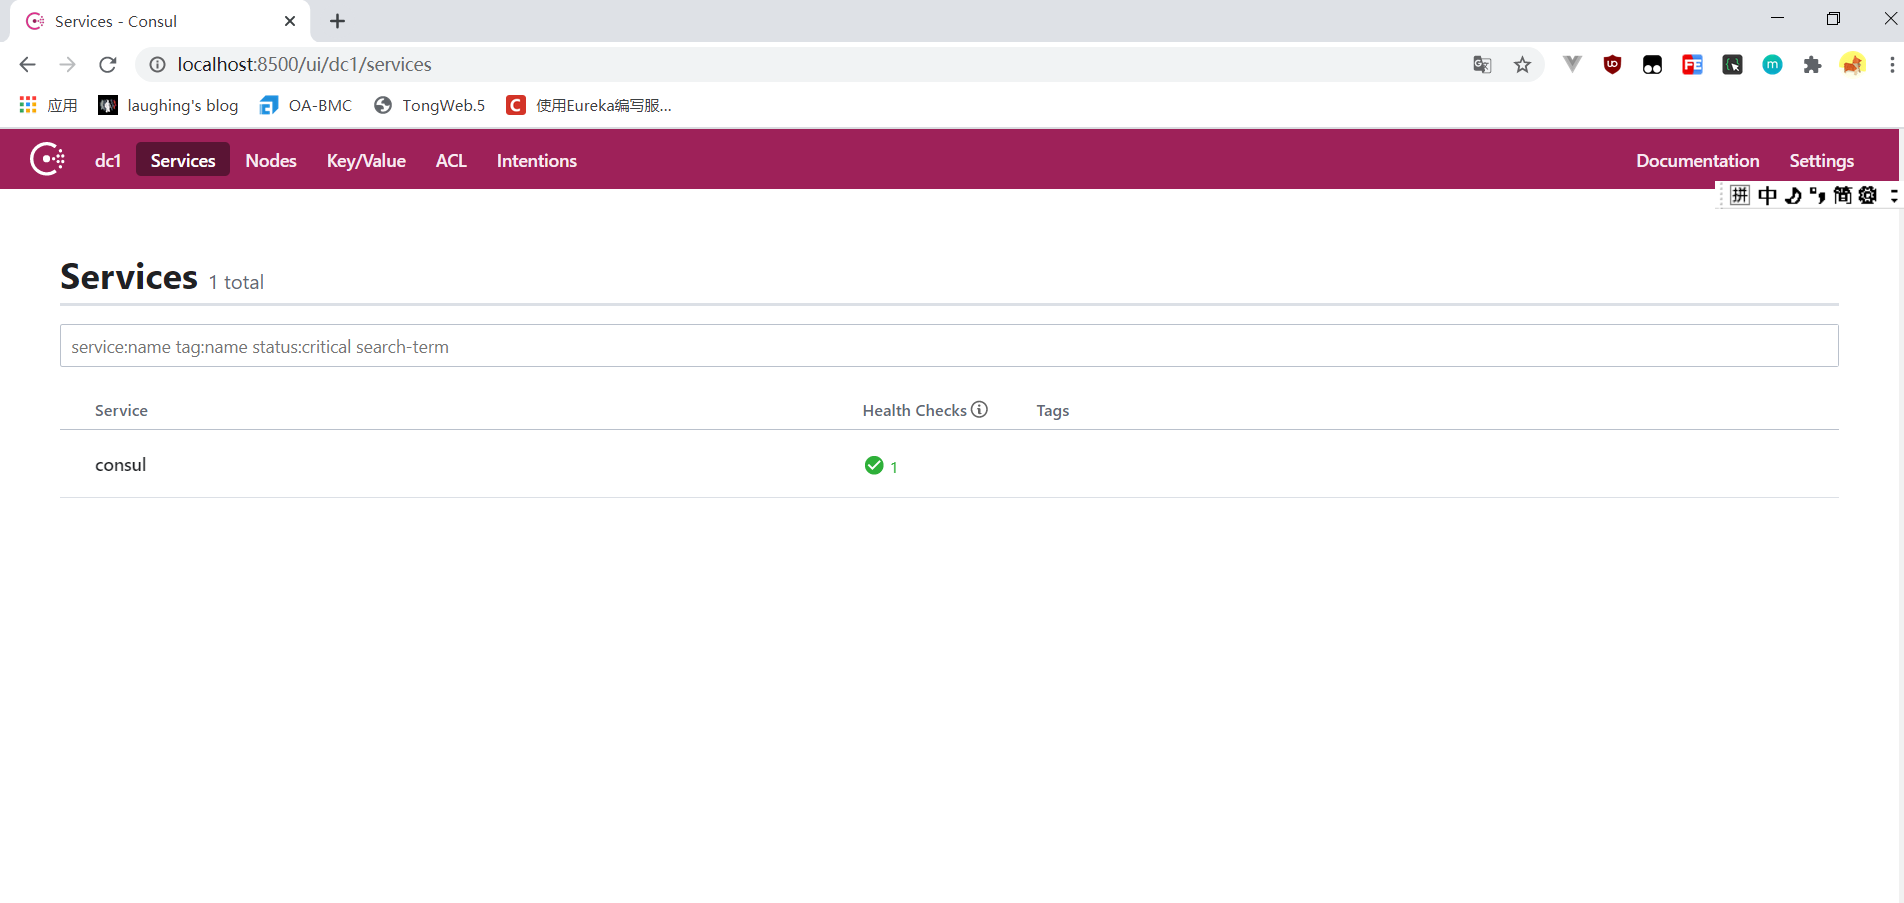 Services - Consul
localhost:8500/ui/dc1/services
应用 laughing's blog OA-BMC TongWeb.5 使用Eureka编写服...
dc1 Services Nodes Key/Value ACL Intentions Documentation Settings
拼 中 简
Services 1 total
service:name tag:name status:critical search-term
Service Health Checks Tags
consul 1